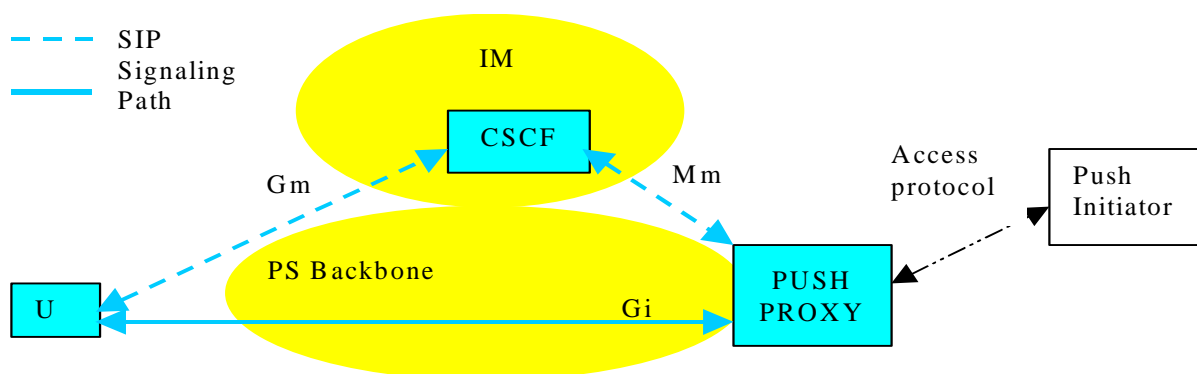 SIP
Signaling
Path
IM
CSCF
Gm
Mm
Access
protocol
Push
Initiator
PS Backbone
PUSH
PROXY
U
Gi